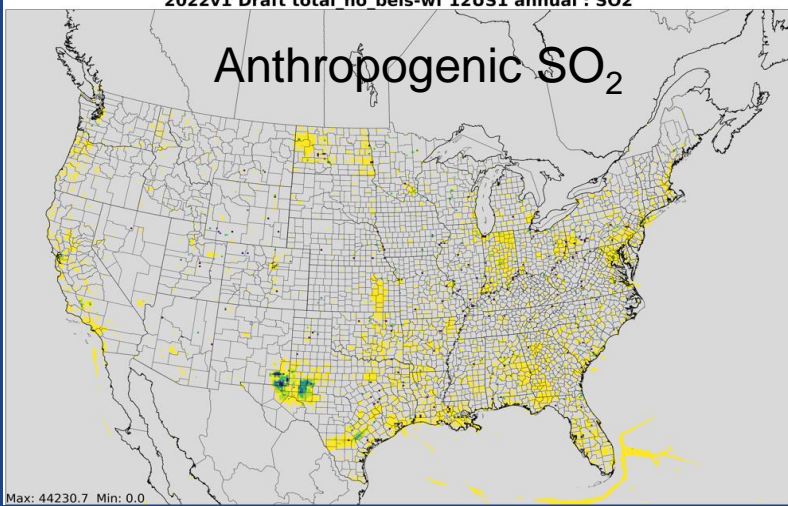 2022v1 Draft total_no_beis-wf 12US1 annual : SO2
Anthropogenic SO₂
Max: 44230.7 Min: 0.0